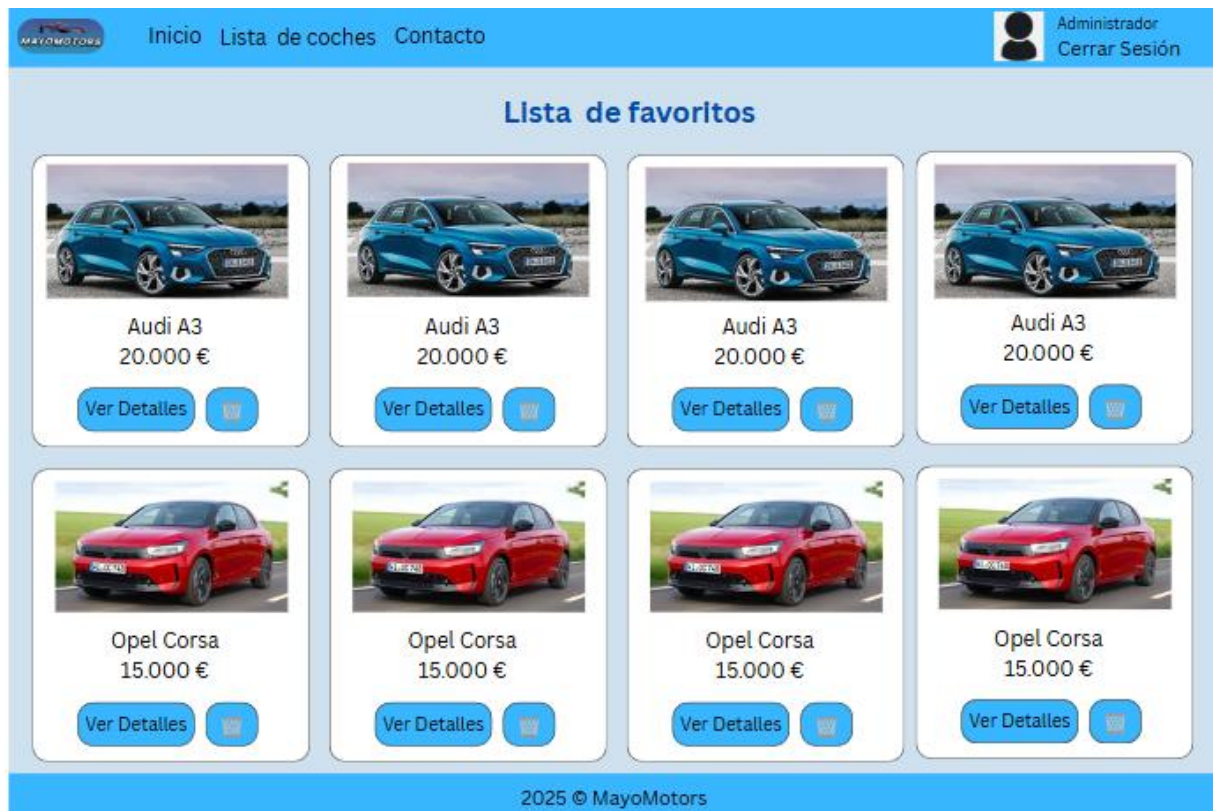 MAYOMOTORS
Inicio Lista de coches Contacto
Administrador
Cerrar Sesión
Lista de favoritos
Audi A3
20.000 €
Ver Detalles
Audi A3
20.000 €
Ver Detalles
Audi A3
20.000 €
Ver Detalles
Audi A3
20.000 €
Ver Detalles
Opel Corsa
15.000 €
Ver Detalles
Opel Corsa
15.000 €
Ver Detalles
Opel Corsa
15.000 €
Ver Detalles
Opel Corsa
15.000 €
Ver Detalles
2025 © MayoMotors